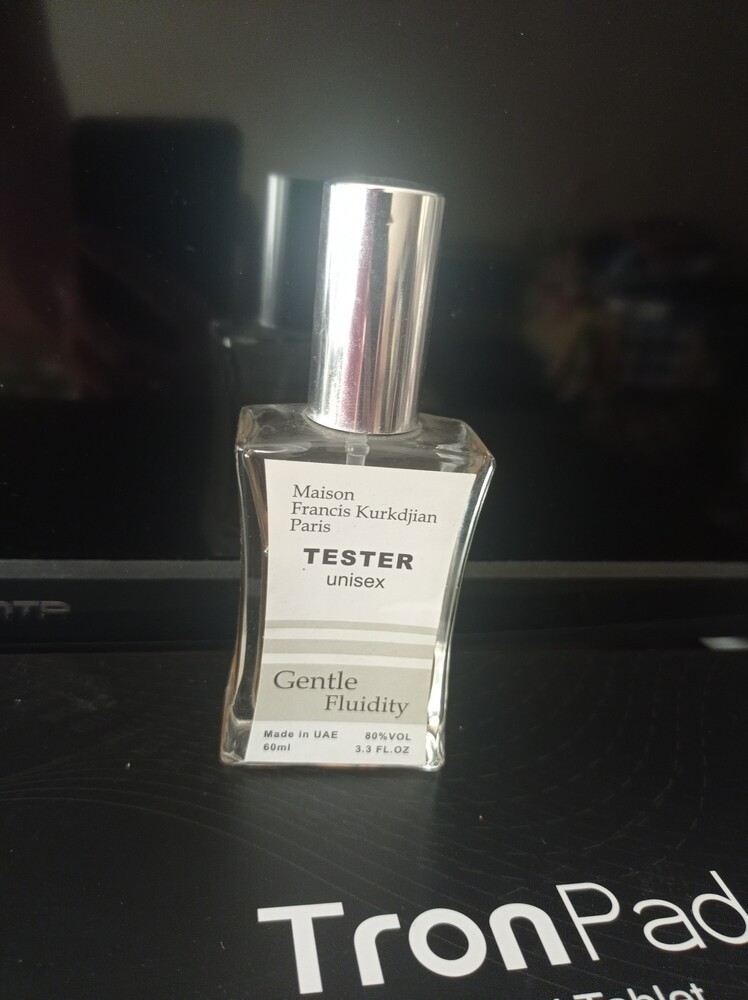 Maison
Francis Kurkdjian
Paris
TESTER
unisex
Gentle
Fluidity
Made in UAE 80%VOL
60ml 3.3 FL.OZ
TronPad
Tablet